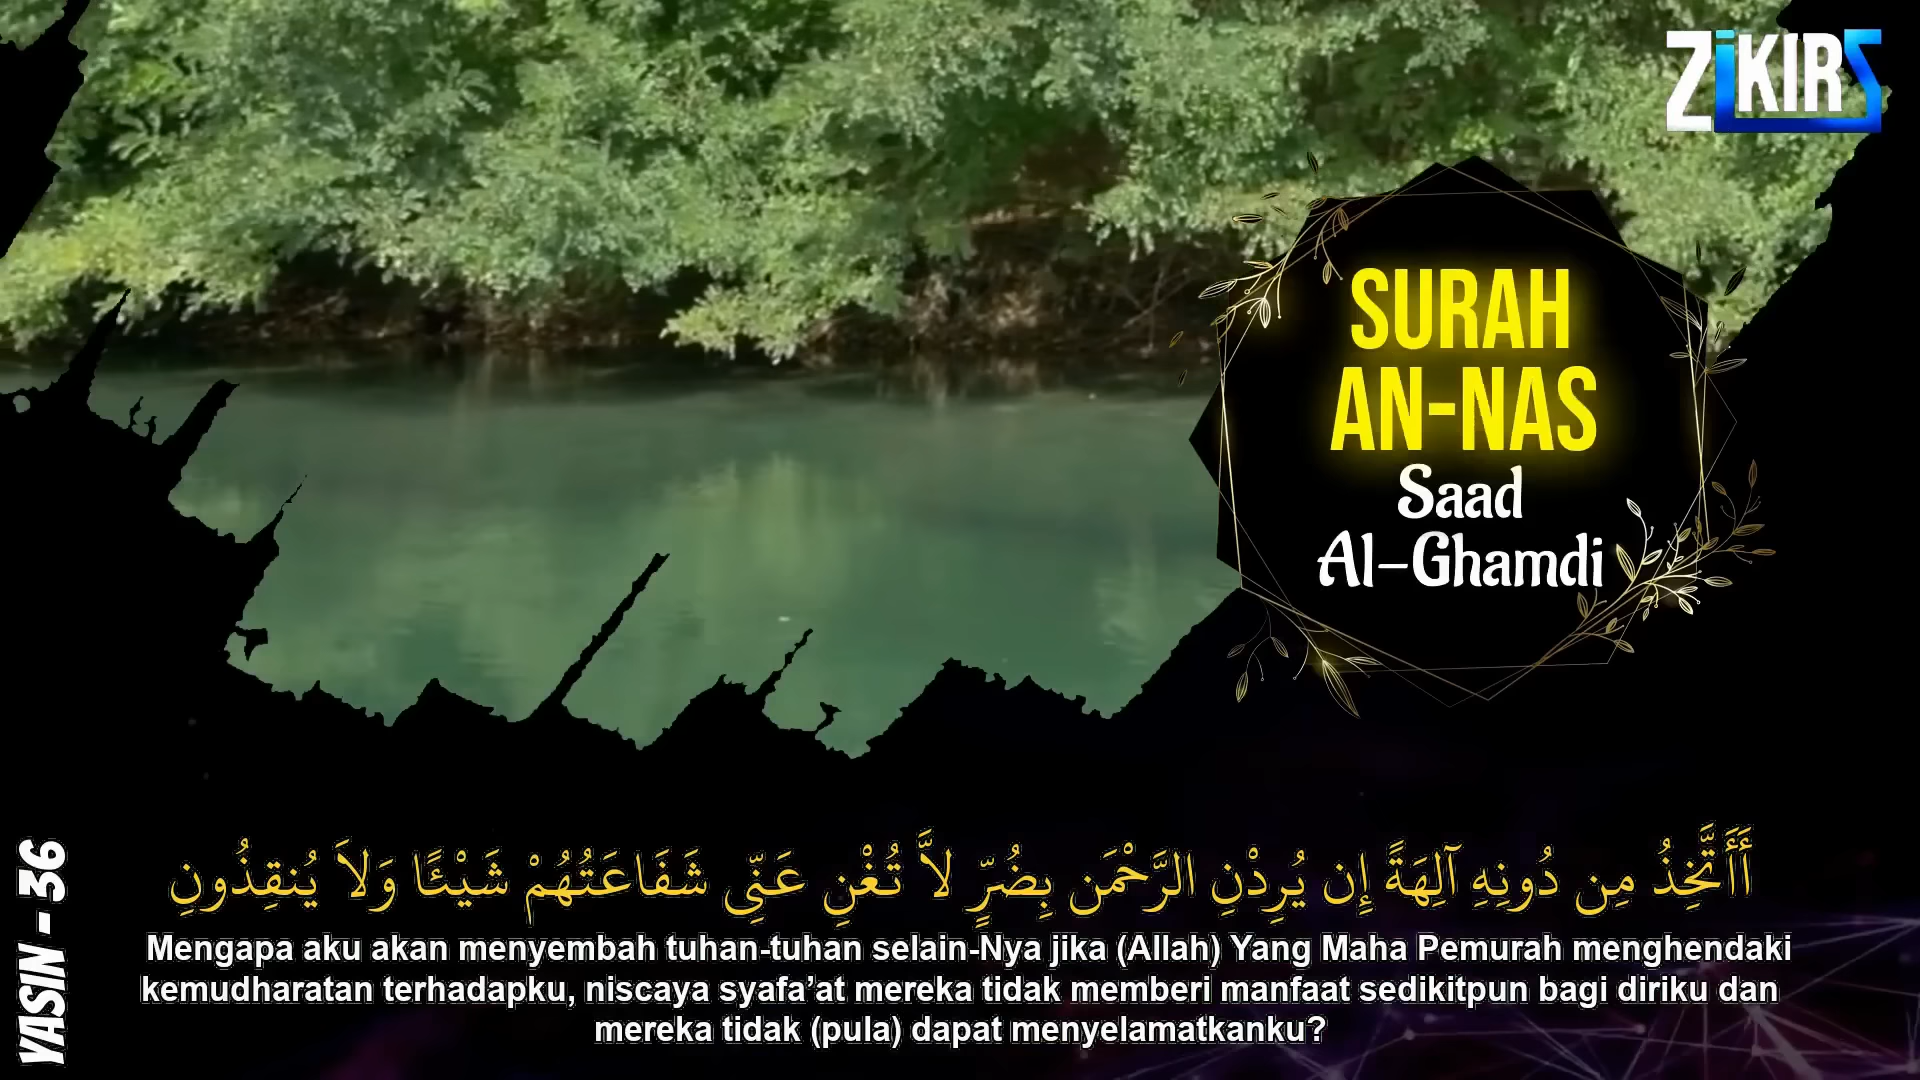 ZiKIRS
SURAH
AN-NAS
Saad
Al-Ghamdi
YASIN - 36
أَأَتَّخِذُ مِن دُونِهِ آلِهَةً إِن يُرِدْنِ الرَّحْمَن بِضُرٍّ لاَّ تُغْنِ عَنِّي شَفَاعَتُهُمْ شَيْئًا وَلاَ يُنقِذُونِ
Mengapa aku akan menyembah tuhan-tuhan selain-Nya jika (Allah) Yang Maha Pemurah menghendaki
kemudharatan terhadapku, niscaya syafa’at mereka tidak memberi manfaat sedikitpun bagi diriku dan
mereka tidak (pula) dapat menyelamatkanku?